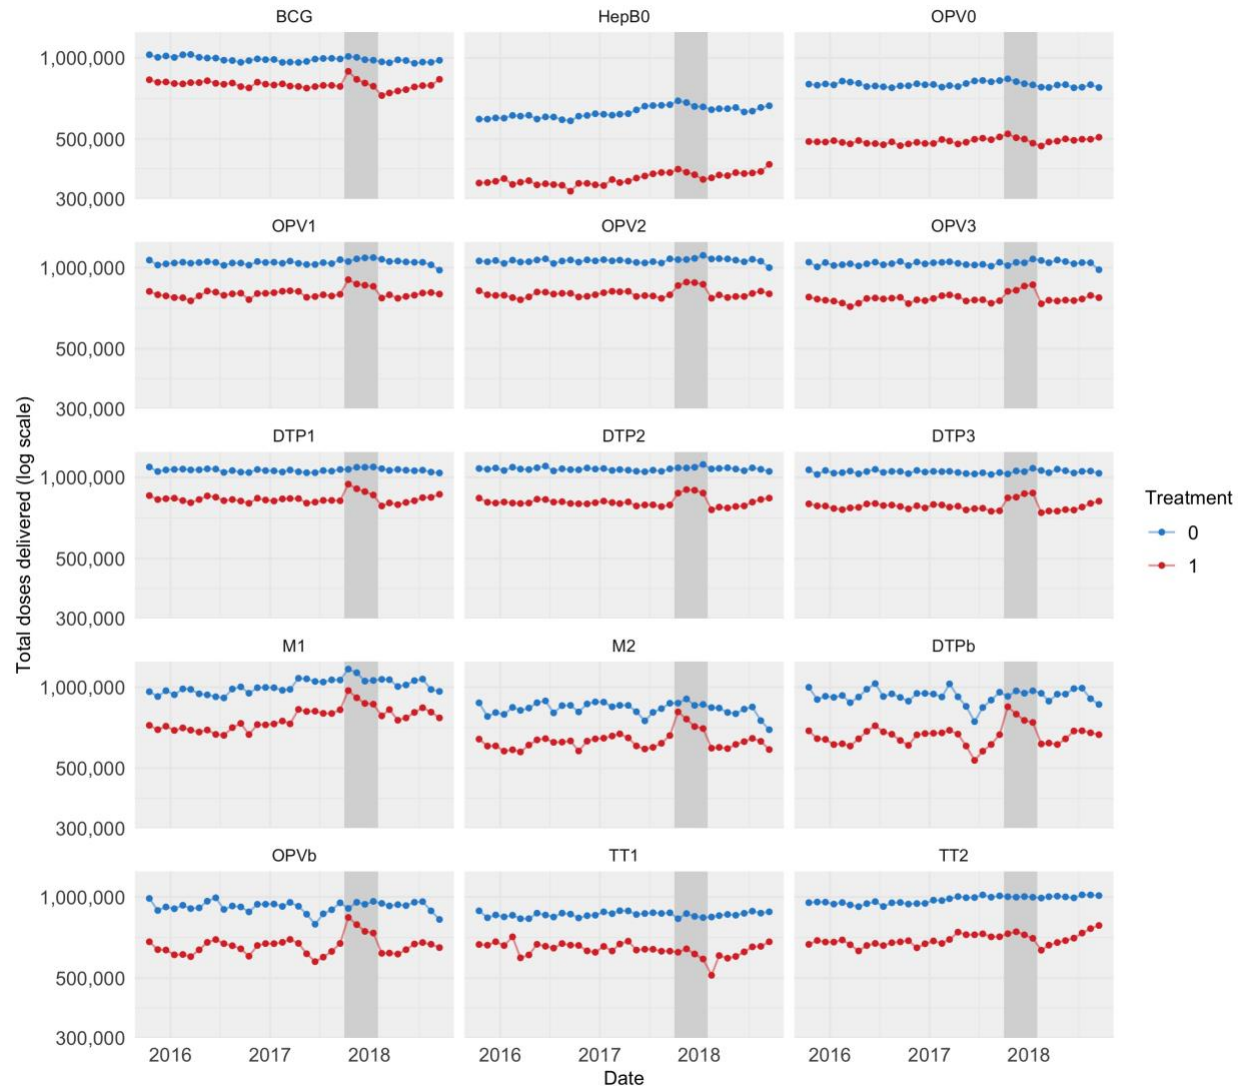 BCG HepB0 OPV0
1,000,000
500,000
300,000
OPV1 OPV2 OPV3
1,000,000
500,000
300,000
DTP1 DTP2 DTP3
1,000,000
500,000
300,000
M1 M2 DTPb
1,000,000
500,000
300,000
OPVb TT1 TT2
1,000,000
500,000
300,000
2016 2017 2018 2016 2017 2018 2016 2017 2018
Date
Total doses delivered (log scale)
Treatment
0
1